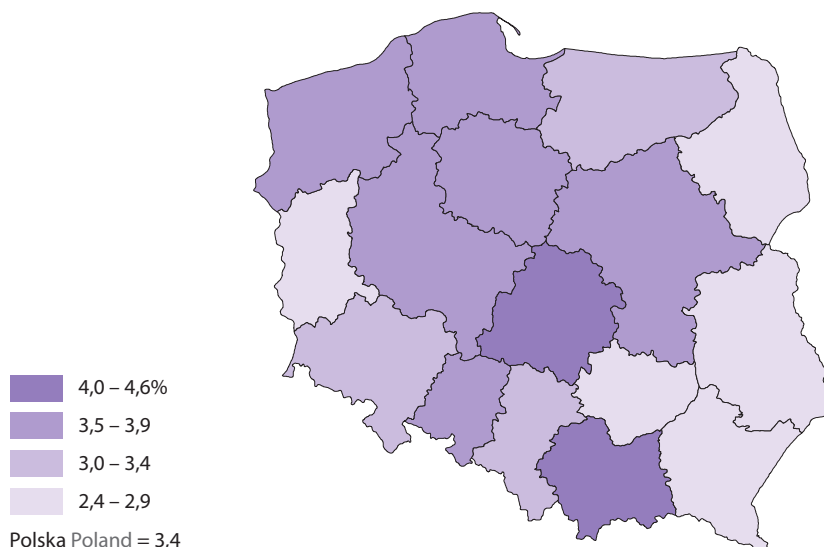 4,0 – 4,6%
3,5 – 3,9
3,0 – 3,4
2,4 – 2,9
Polska Poland = 3,4